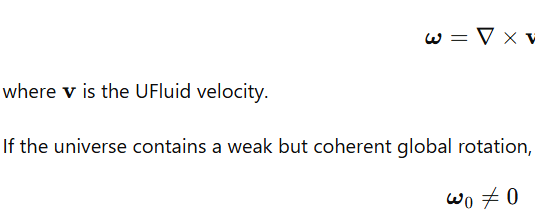 𝝎 = ∇ × 𝐯
where 𝐯 is the UFluid velocity.
If the universe contains a weak but coherent global rotation,
𝝎₀ ≠ 0